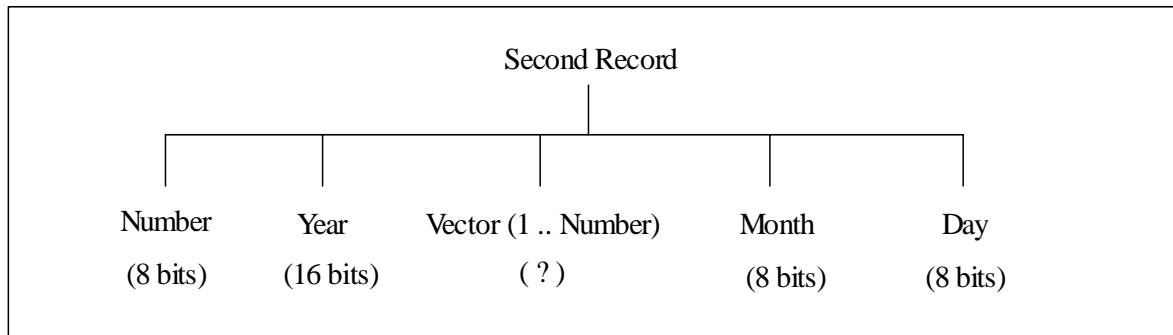 Second Record
Number Year Vector (1 .. Number) Month Day
(8 bits) (16 bits) ( ? ) (8 bits) (8 bits)